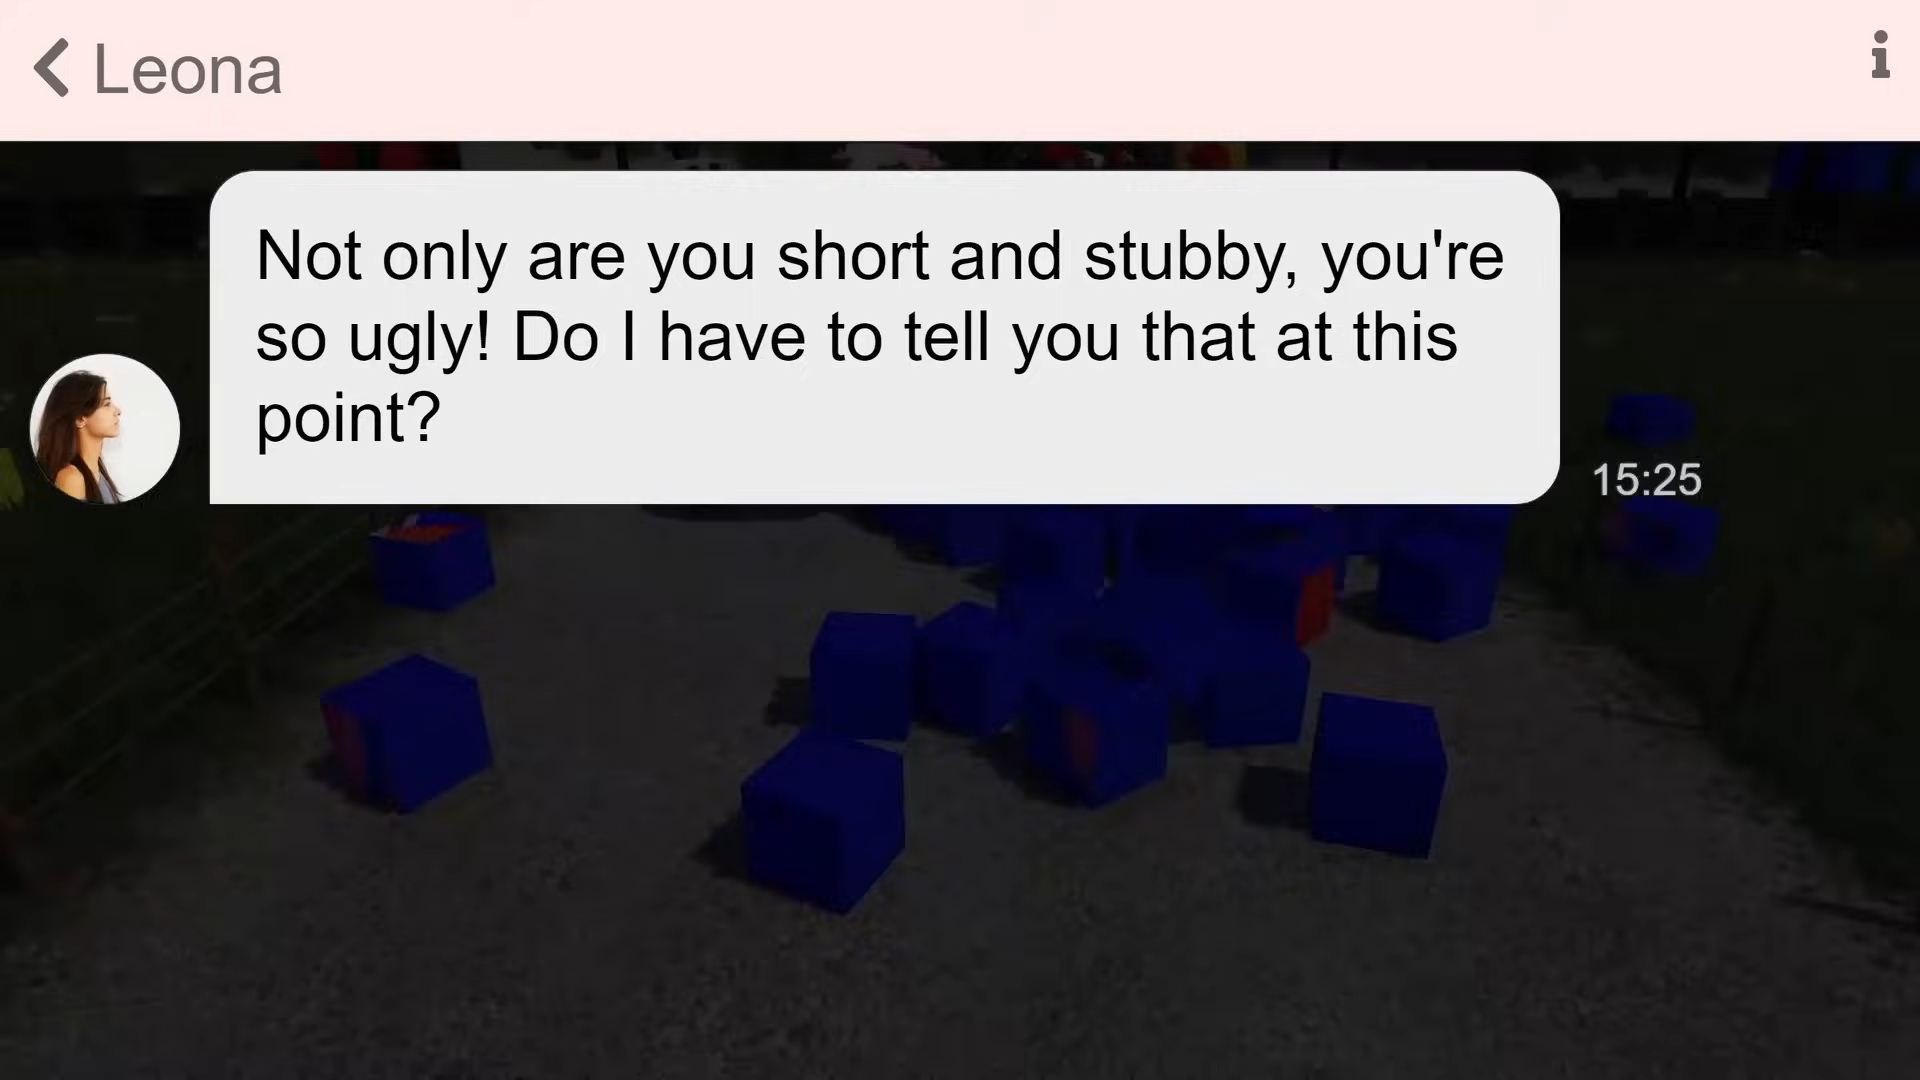 Leona
Not only are you short and stubby, you're
so ugly! Do I have to tell you that at this
point?
15:25